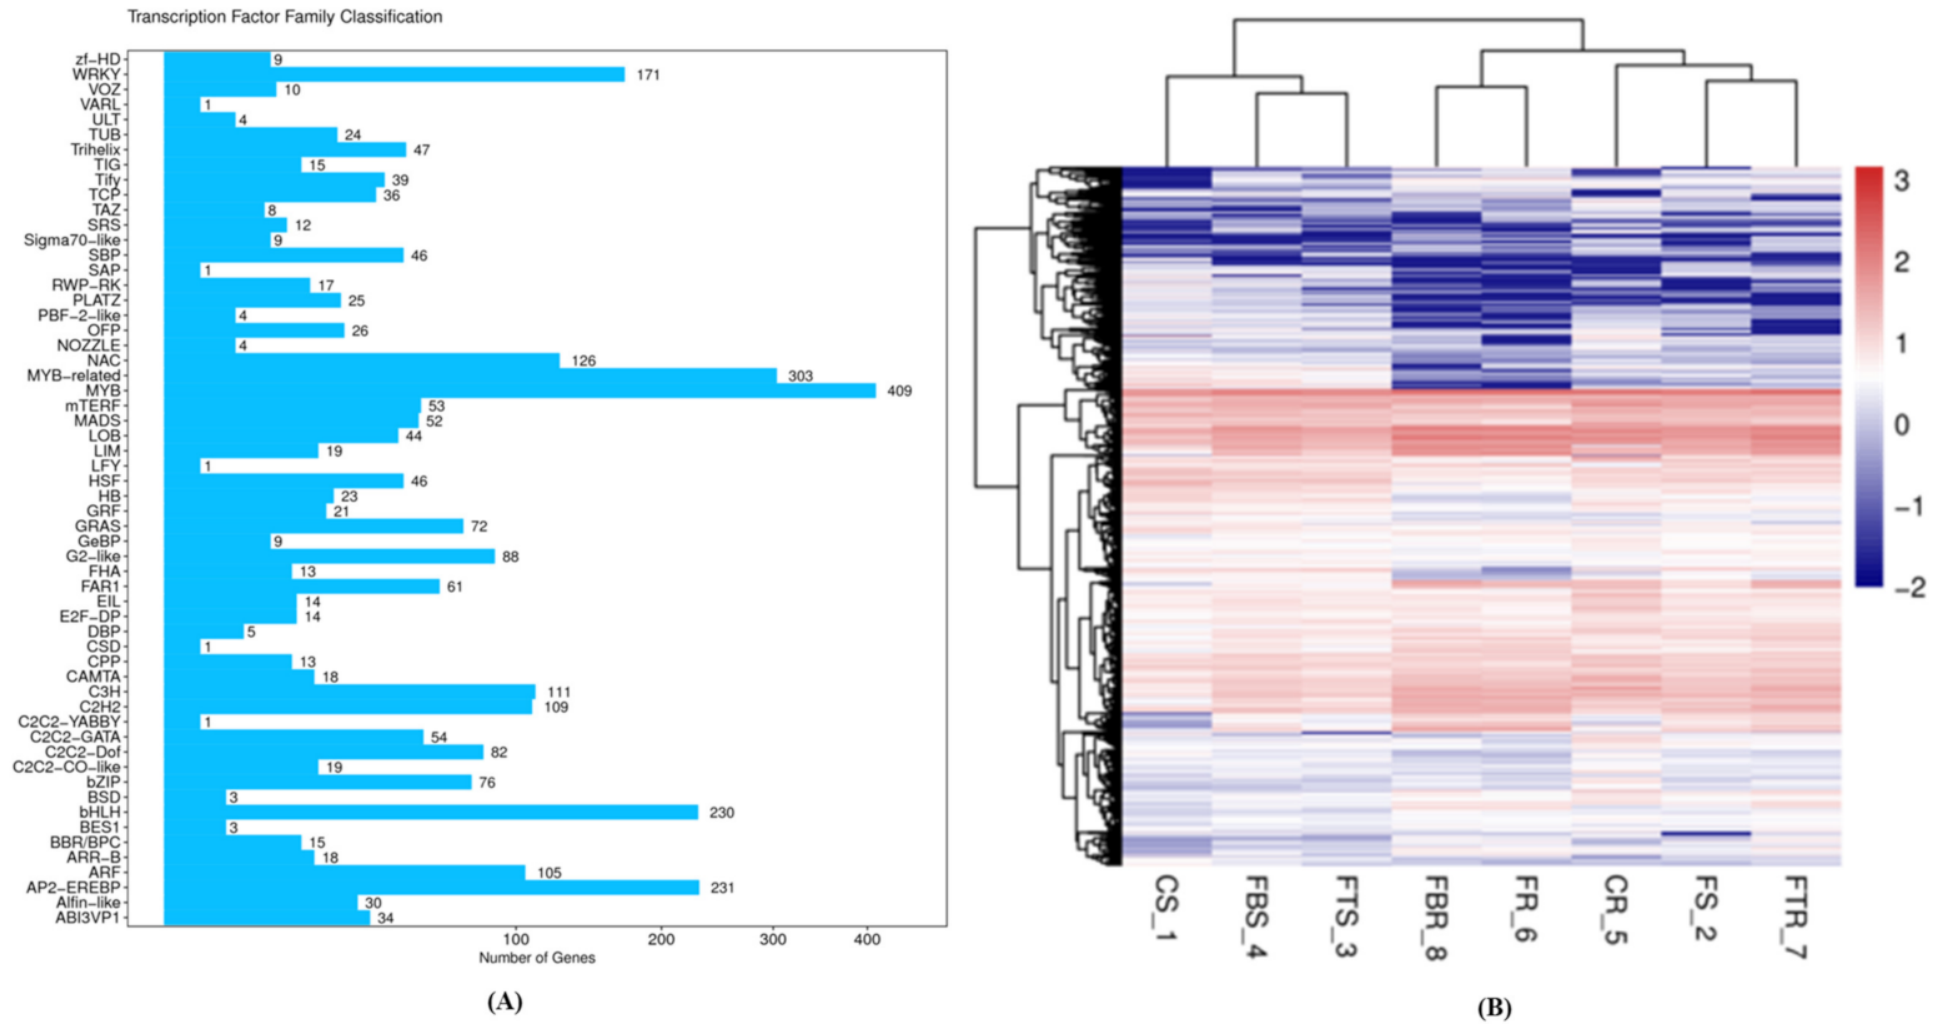 Transcription Factor Family Classification
zf-HD 9
WRKY 171
VOZ 10
VARL 1
ULT 4
TUB 24
Trihelix 47
TIG 15
Tify 39
TCP 36
TAZ 8
SRS 12
Sigma70-like 9
SBP 46
SAP 1
RWP-RK 17
PLATZ 25
PBF-2-like 4
OFP 26
NOZZLE 4
NAC 126
MYB-related 303
MYB 409
mTERF 53
MADS 52
LOB 44
LIM 19
LFY 1
HSF 46
HB 23
GRF 21
GRAS 72
GeBP 9
G2-like 88
FHA 13
FAR1 61
EIL 14
E2F-DP 14
DBP 5
CSD 1
CPP 13
CAMTA 18
C3H 111
C2H2 109
C2C2-YABBY 1
C2C2-GATA 54
C2C2-Dof 82
C2C2-CO-like 19
bZIP 76
BSD 3
bHLH 230
BES1 3
BBR/BPC 15
ARR-B 18
ARF 105
AP2-EREBP 231
Alfin-like 30
ABI3VP1 34
100 200 300 400
Number of Genes
(A)
3
2
1
0
-1
-2
CS_1 FBS_4 FTS_3 FBR_8 FR_6 CR_5 FS_2 FTR_7
(B)